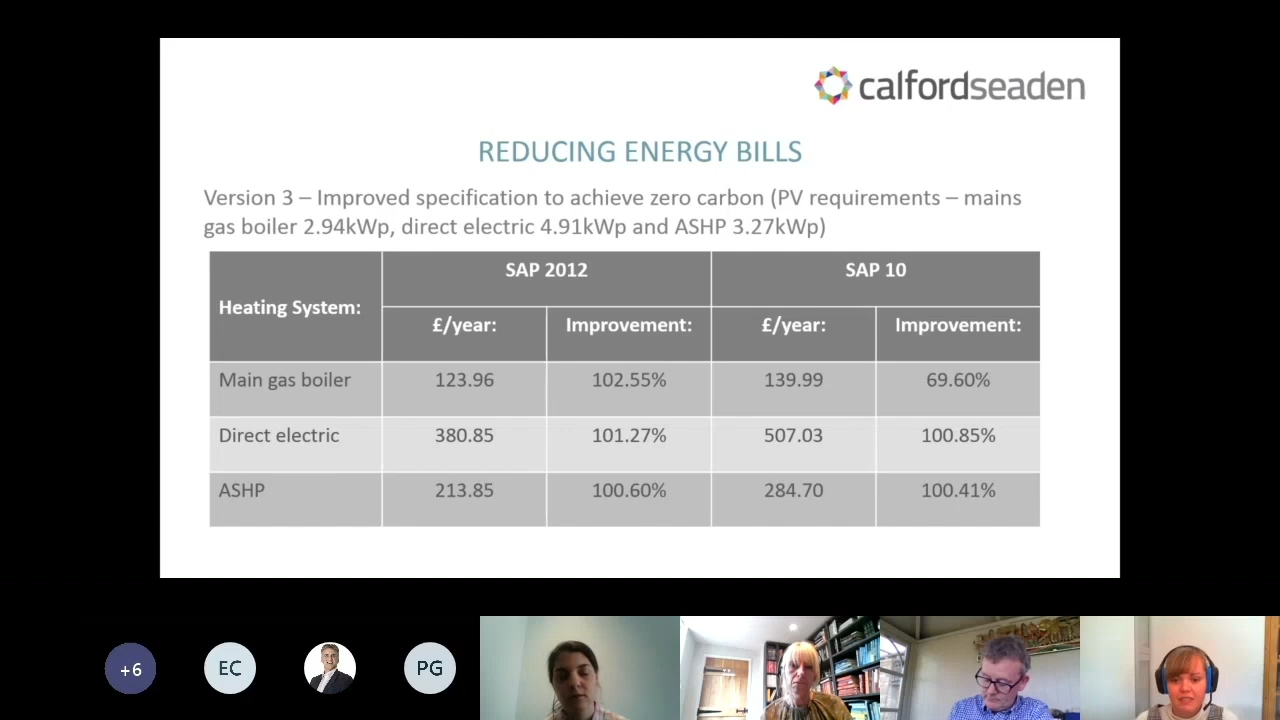 calfordseaden
REDUCING ENERGY BILLS
Version 3 – Improved specification to achieve zero carbon (PV requirements – mains
gas boiler 2.94kWp, direct electric 4.91kWp and ASHP 3.27kWp)
Heating System:
SAP 2012
SAP 10
£/year:
Improvement:
£/year:
Improvement:
Main gas boiler
123.96
102.55%
139.99
69.60%
Direct electric
380.85
101.27%
507.03
100.85%
ASHP
213.85
100.60%
284.70
100.41%
+6
EC
PG